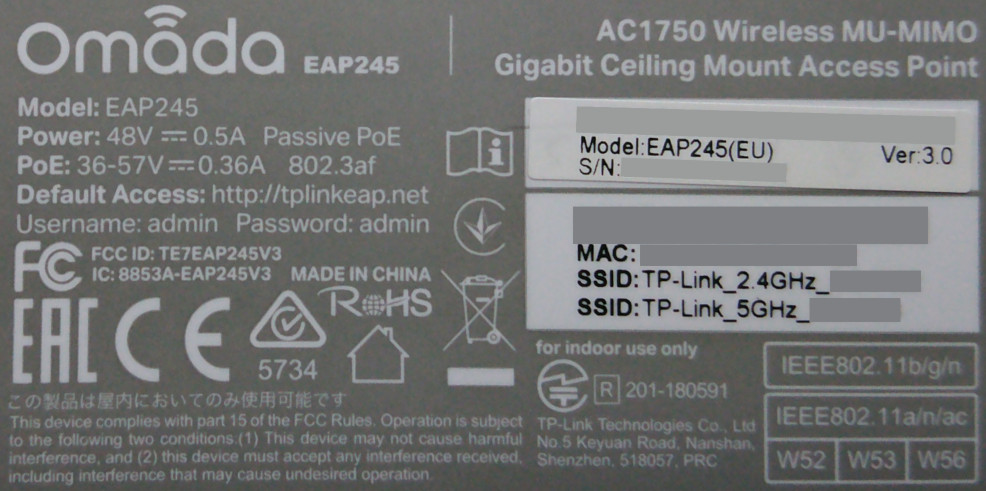 Omada EAP245
AC1750 Wireless MU-MIMO
Gigabit Ceiling Mount Access Point
Model: EAP245
Power: 48V⎓0.5A Passive PoE
PoE: 36-57V⎓0.36A 802.3af
Default Access: http://tplinkeap.net
Username: admin Password: admin
FCC ID: TE7EAP245V3
IC: 8853A-EAP245V3 MADE IN CHINA
FC
EAC
CE
5734
RoHS
i
Model:EAP245(EU)
Ver:3.0
S/N:
MAC:
SSID:TP-Link_2.4GHz_
SSID:TP-Link_5GHz_
for indoor use only
R 201-180591
TP-Link Technologies Co., Ltd
No.5 Keyuan Road, Nanshan,
Shenzhen, 518057, PRC
IEEE802.11b/g/n
IEEE802.11a/n/ac
W52 W53 W56
この製品は屋内においてのみ使用可能です
This device complies with part 15 of the FCC Rules. Operation is subject
to the following two conditions:(1) This device may not cause harmful
interference, and (2) this device must accept any interference received,
including interference that may cause undesired operation.